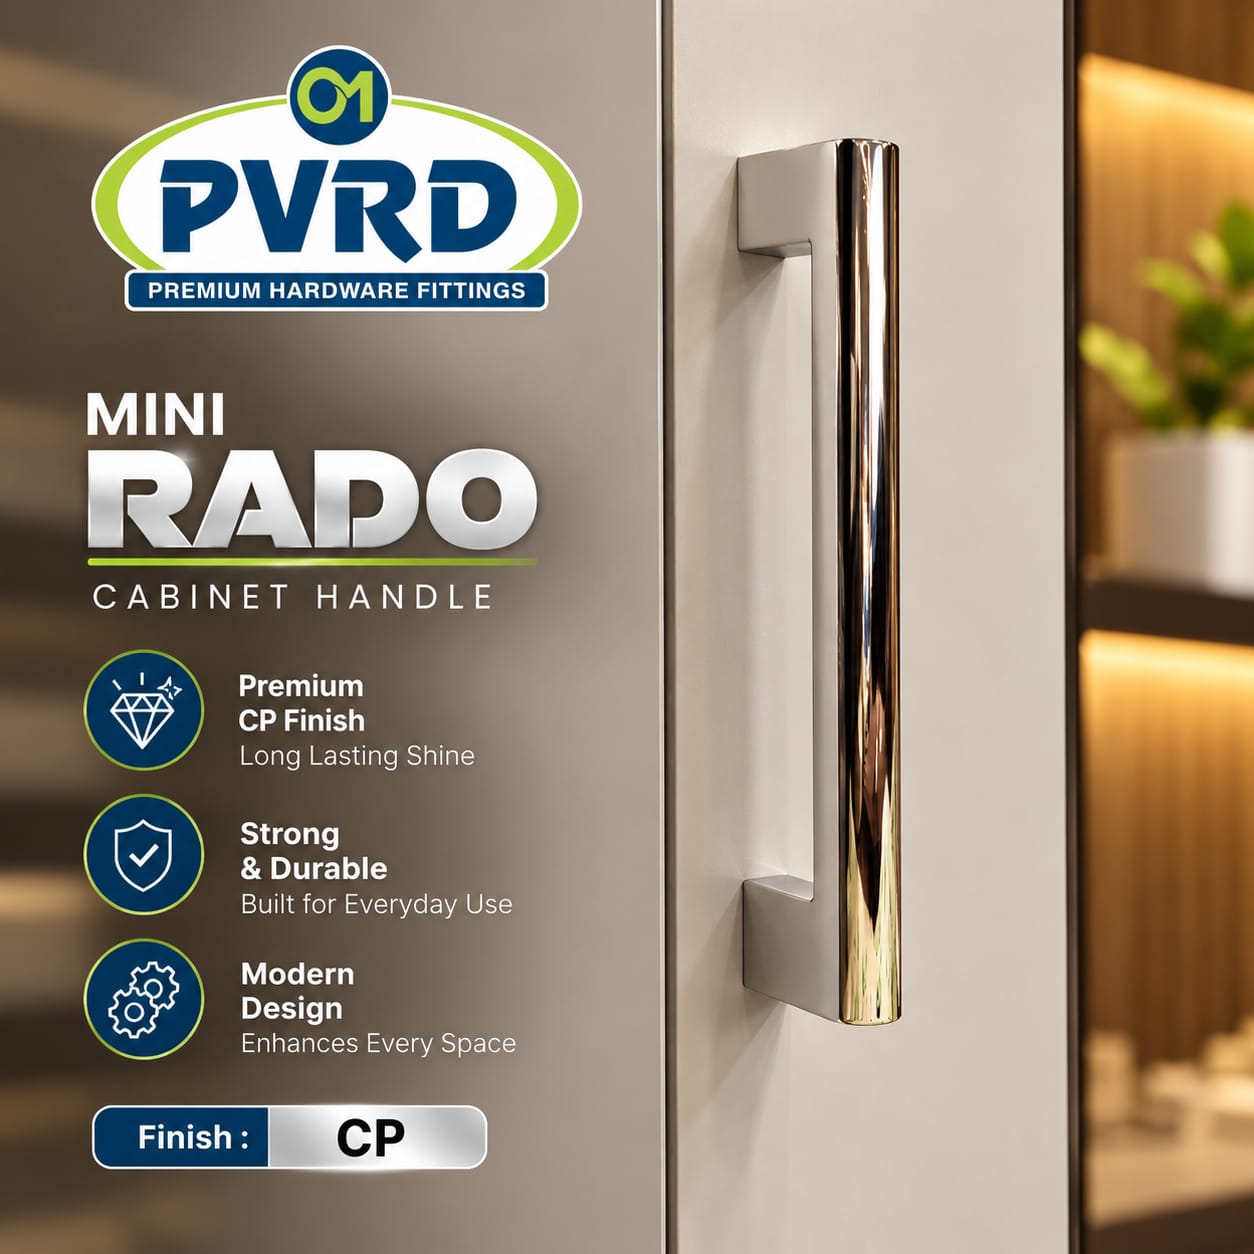 OM
PVRD
PREMIUM HARDWARE FITTINGS
MINI
RADO
CABINET HANDLE
Premium
CP Finish
Long Lasting Shine
Strong
& Durable
Built for Everyday Use
Modern
Design
Enhances Every Space
Finish : CP